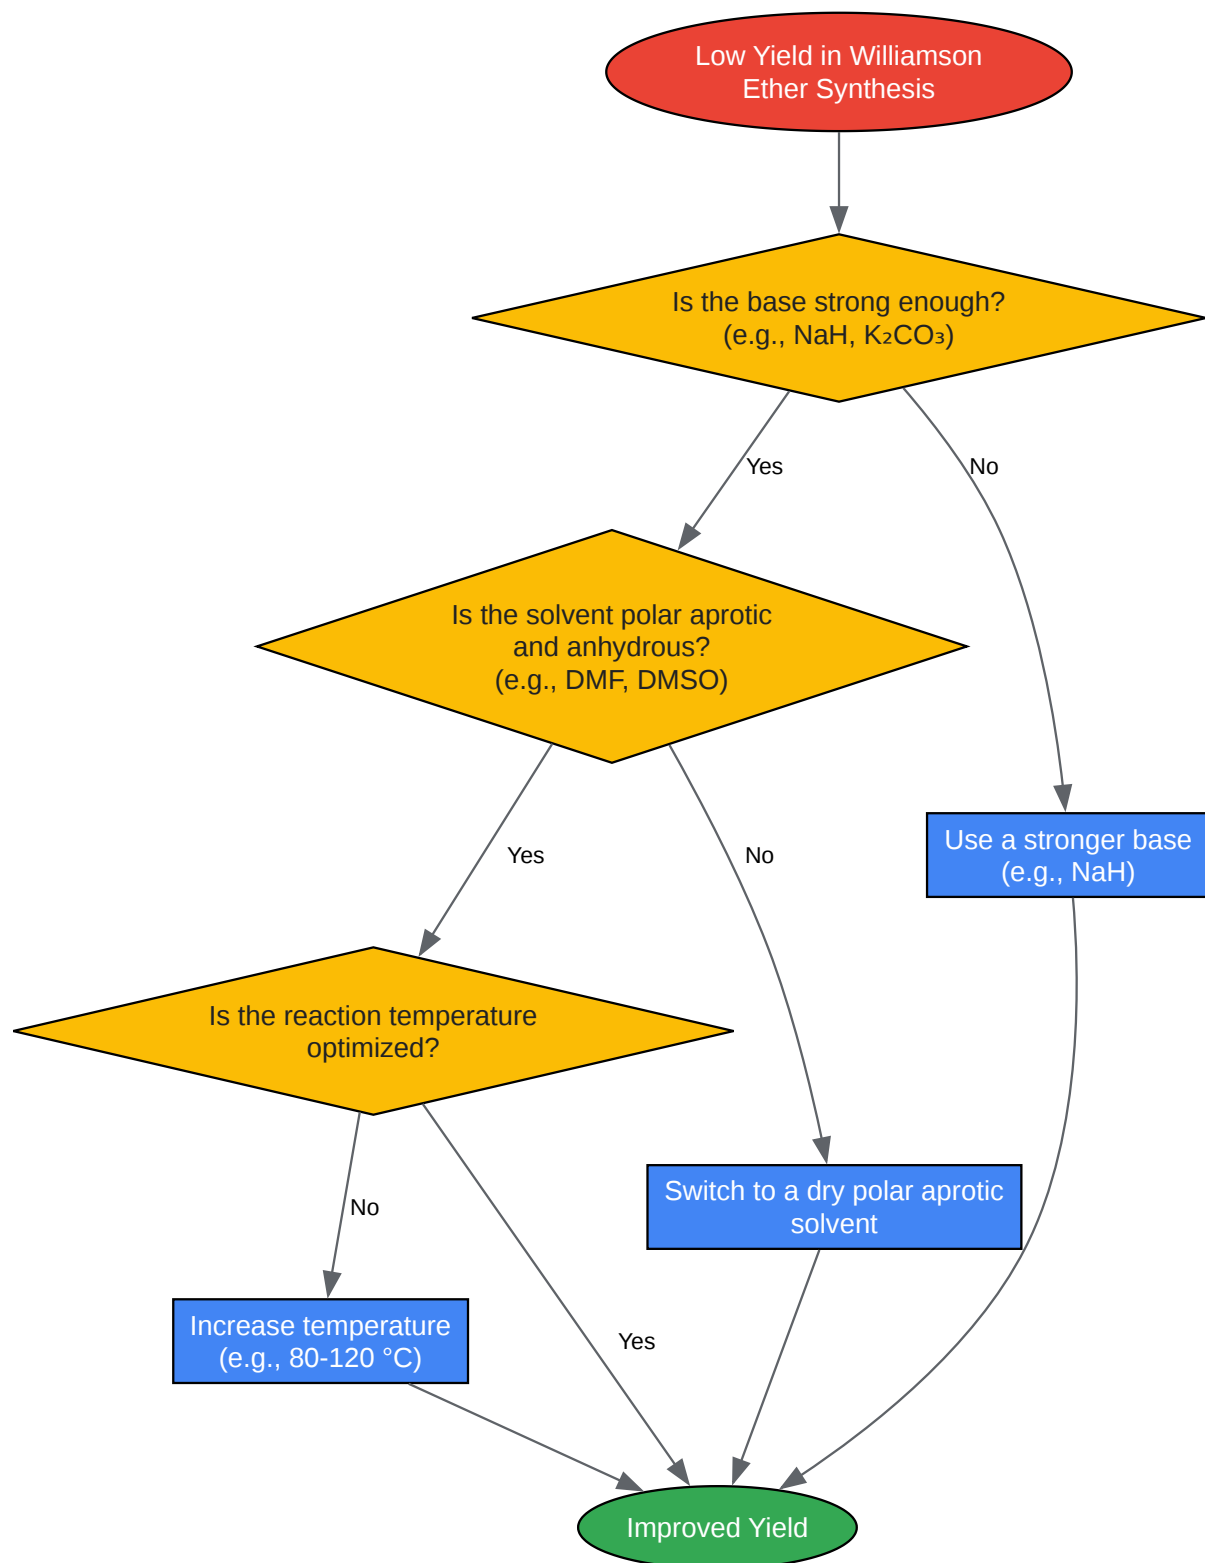 Low Yield in Williamson
Ether Synthesis
Is the base strong enough?
(e.g., NaH, K₂CO₃)
Yes
No
Is the solvent polar aprotic
and anhydrous?
(e.g., DMF, DMSO)
Use a stronger base
(e.g., NaH)
Yes
No
Is the reaction temperature
optimized?
Switch to a dry polar aprotic
solvent
No
Increase temperature
(e.g., 80-120 °C)
Yes
Improved Yield